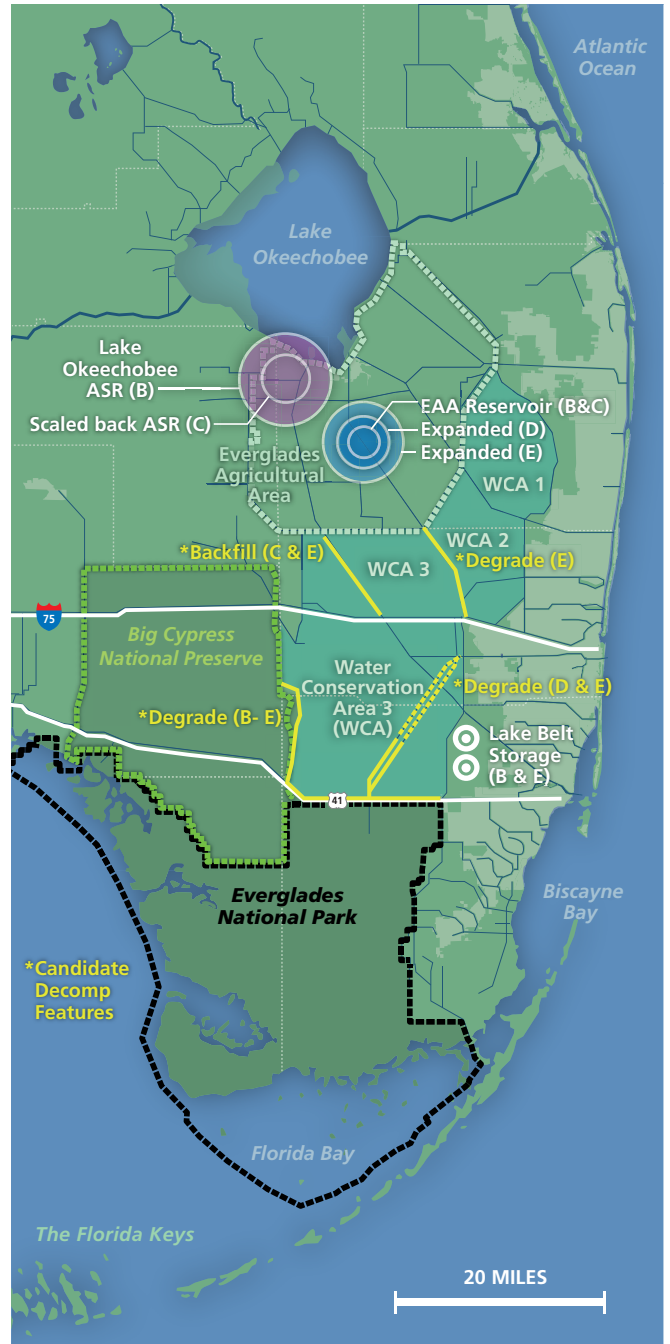 Atlantic
Ocean
Lake
Okeechobee
Lake
Okeechobee
ASR (B)
Scaled back ASR (C)
EAA Reservoir (B&C)
Expanded (D)
Expanded (E)
Everglades
Agricultural
Area
WCA 1
*Backfill (C & E)
WCA 2
*Degrade (E)
WCA 3
75
Big Cypress
National Preserve
Water
Conservation
Area 3
(WCA)
*Degrade (D & E)
*Degrade (B- E)
Lake Belt
Storage
(B & E)
41
Everglades
National Park
Biscayne
Bay
*Candidate
Decomp
Features
Florida Bay
The Florida Keys
20 MILES